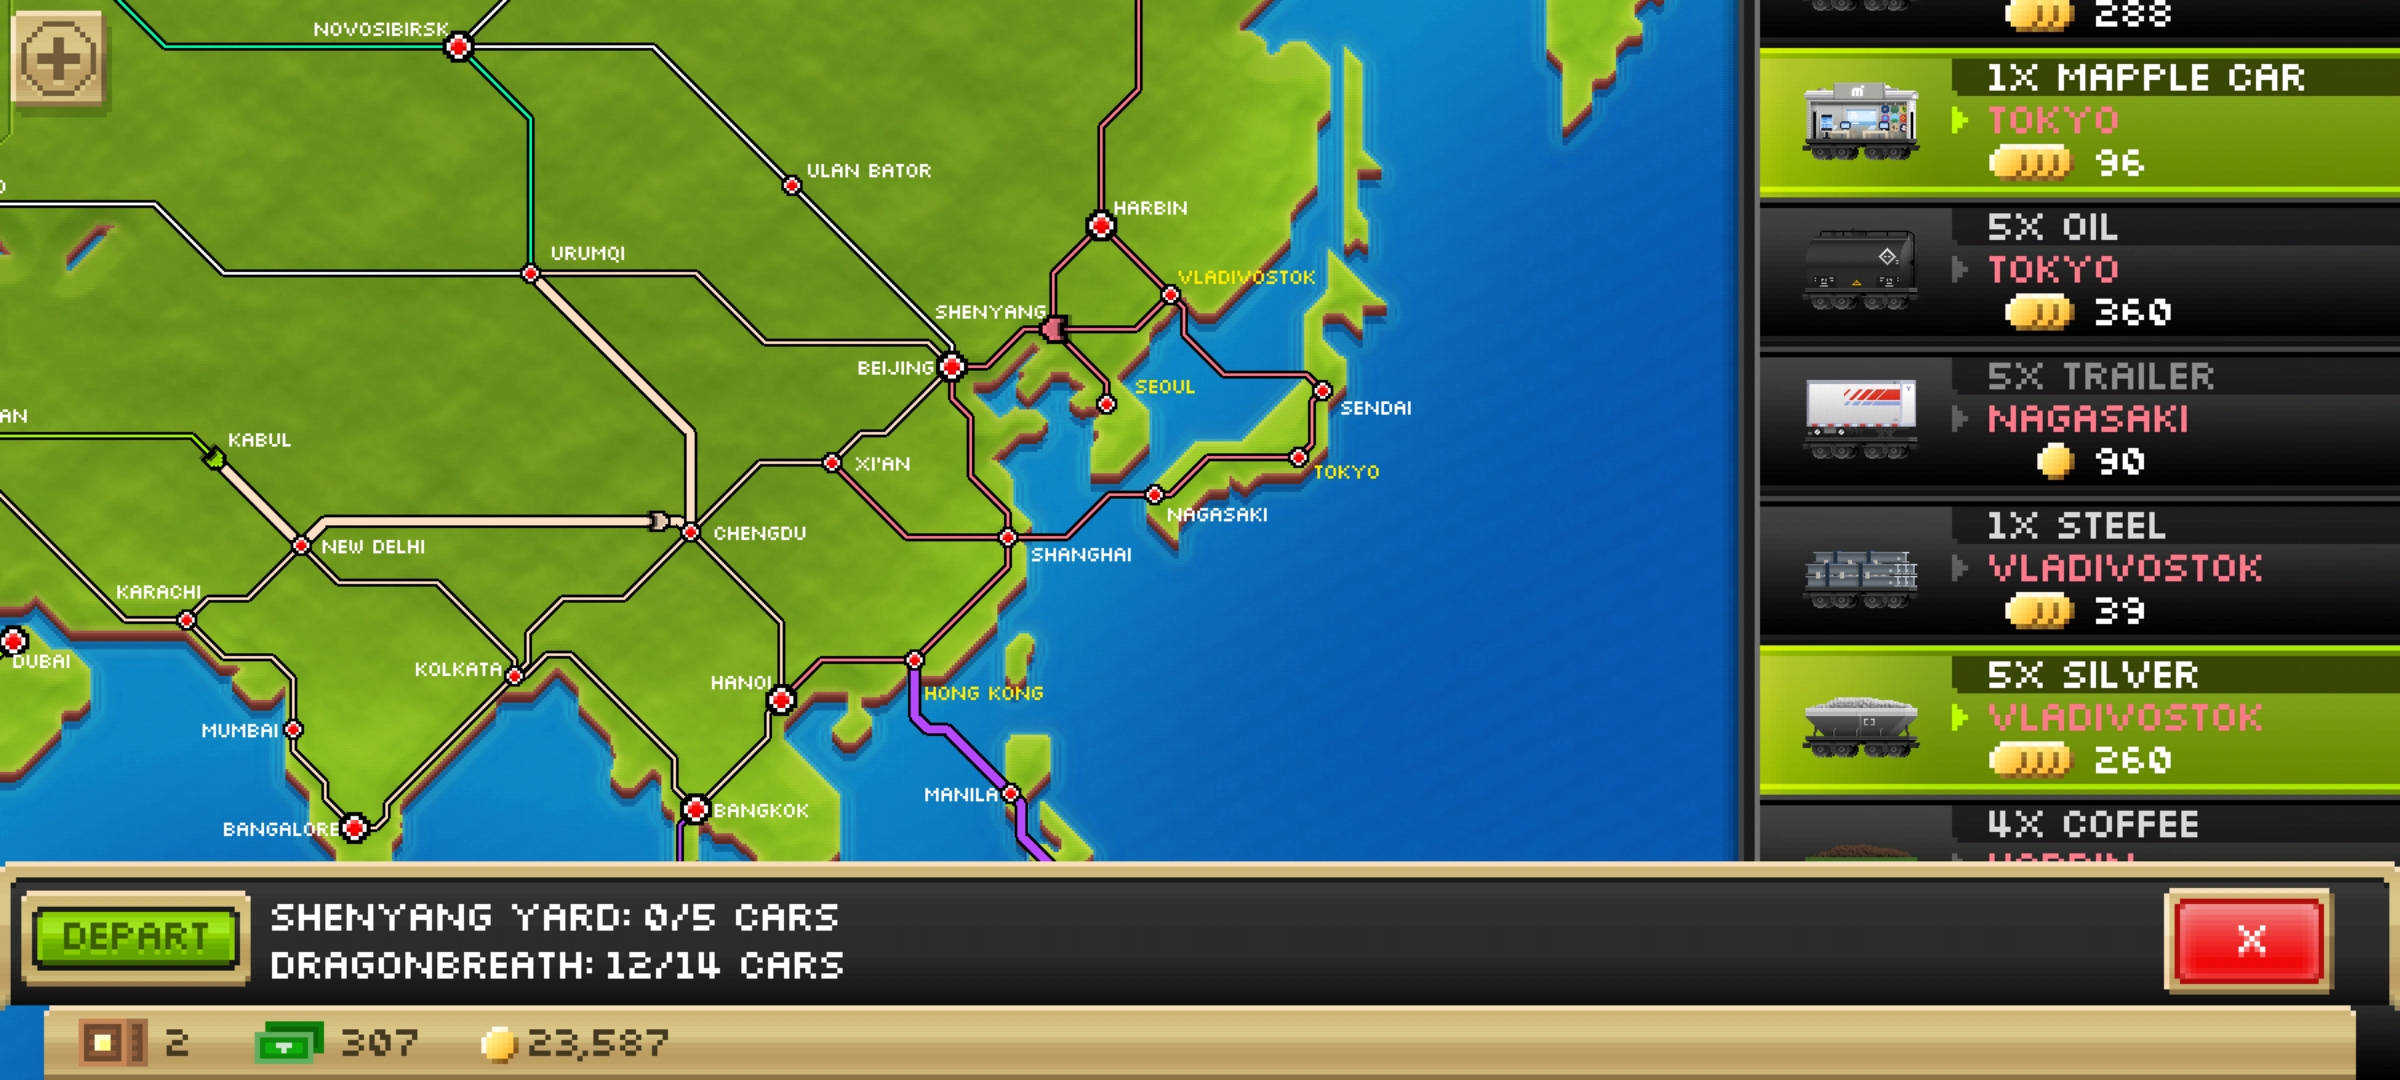 NOVOSIBIRSK
ULAN BATOR
HARBIN
URUMQI
VLADIVOSTOK
SHENYANG
BEIJING
SEOUL
SENDAI
AN
KABUL
XI'AN
TOKYO
NAGASAKI
CHENGDU
NEW DELHI
SHANGHAI
KARACHI
DUBAI
KOLKATA
HANOI
HONG KONG
MUMBAI
MANILA
BANGALORE
BANGKOK
288
1X MAPPLE CAR
TOKYO
96
5X OIL
TOKYO
360
5X TRAILER
NAGASAKI
90
1X STEEL
VLADIVOSTOK
39
5X SILVER
VLADIVOSTOK
260
4X COFFEE
HARBIN
DEPART
SHENYANG YARD: 0/5 CARS
DRAGONBREATH: 12/14 CARS
X
2
307
23,587